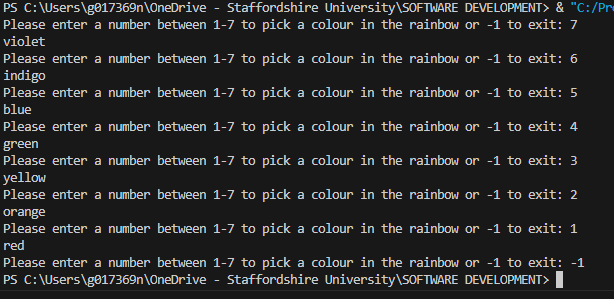 PS C:\Users\g017369n\OneDrive - Staffordshire University\SOFTWARE DEVELOPMENT> & "C:/Pr
Please enter a number between 1-7 to pick a colour in the rainbow or -1 to exit: 7
violet
Please enter a number between 1-7 to pick a colour in the rainbow or -1 to exit: 6
indigo
Please enter a number between 1-7 to pick a colour in the rainbow or -1 to exit: 5
blue
Please enter a number between 1-7 to pick a colour in the rainbow or -1 to exit: 4
green
Please enter a number between 1-7 to pick a colour in the rainbow or -1 to exit: 3
yellow
Please enter a number between 1-7 to pick a colour in the rainbow or -1 to exit: 2
orange
Please enter a number between 1-7 to pick a colour in the rainbow or -1 to exit: 1
red
Please enter a number between 1-7 to pick a colour in the rainbow or -1 to exit: -1
PS C:\Users\g017369n\OneDrive - Staffordshire University\SOFTWARE DEVELOPMENT>